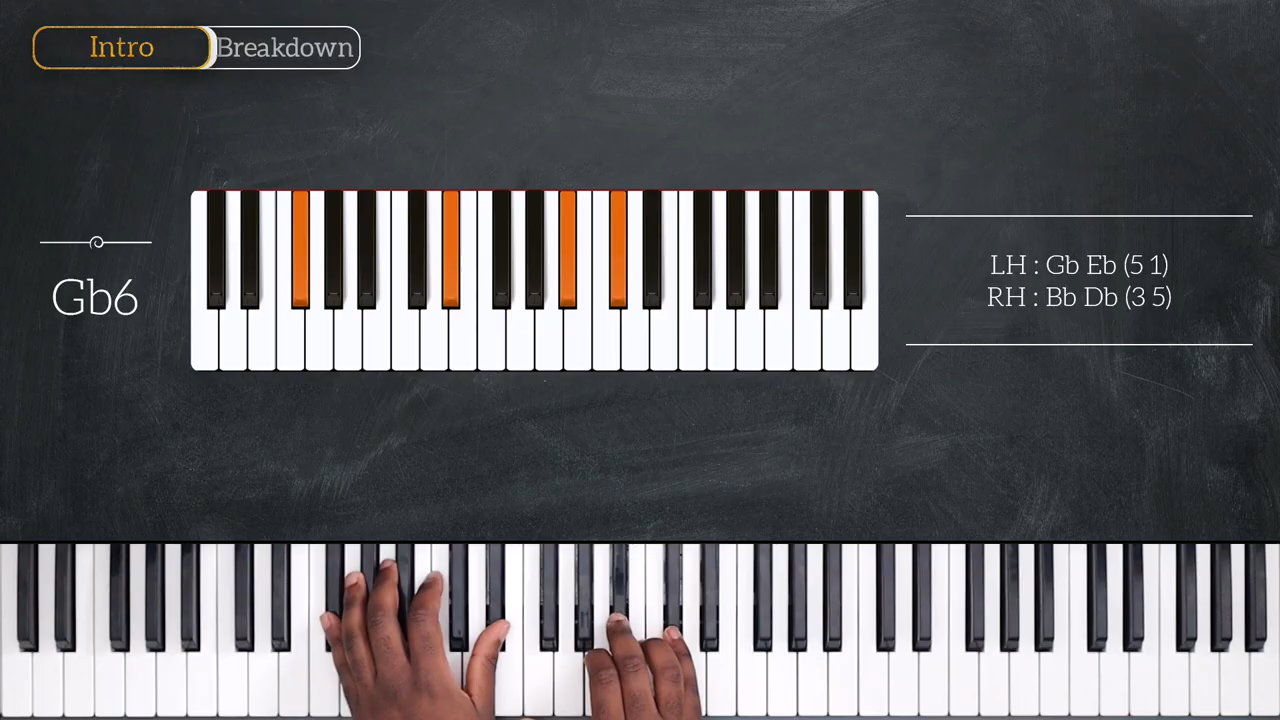 Intro
Breakdown
Gb6
LH : Gb Eb (5 1)
RH : Bb Db (3 5)